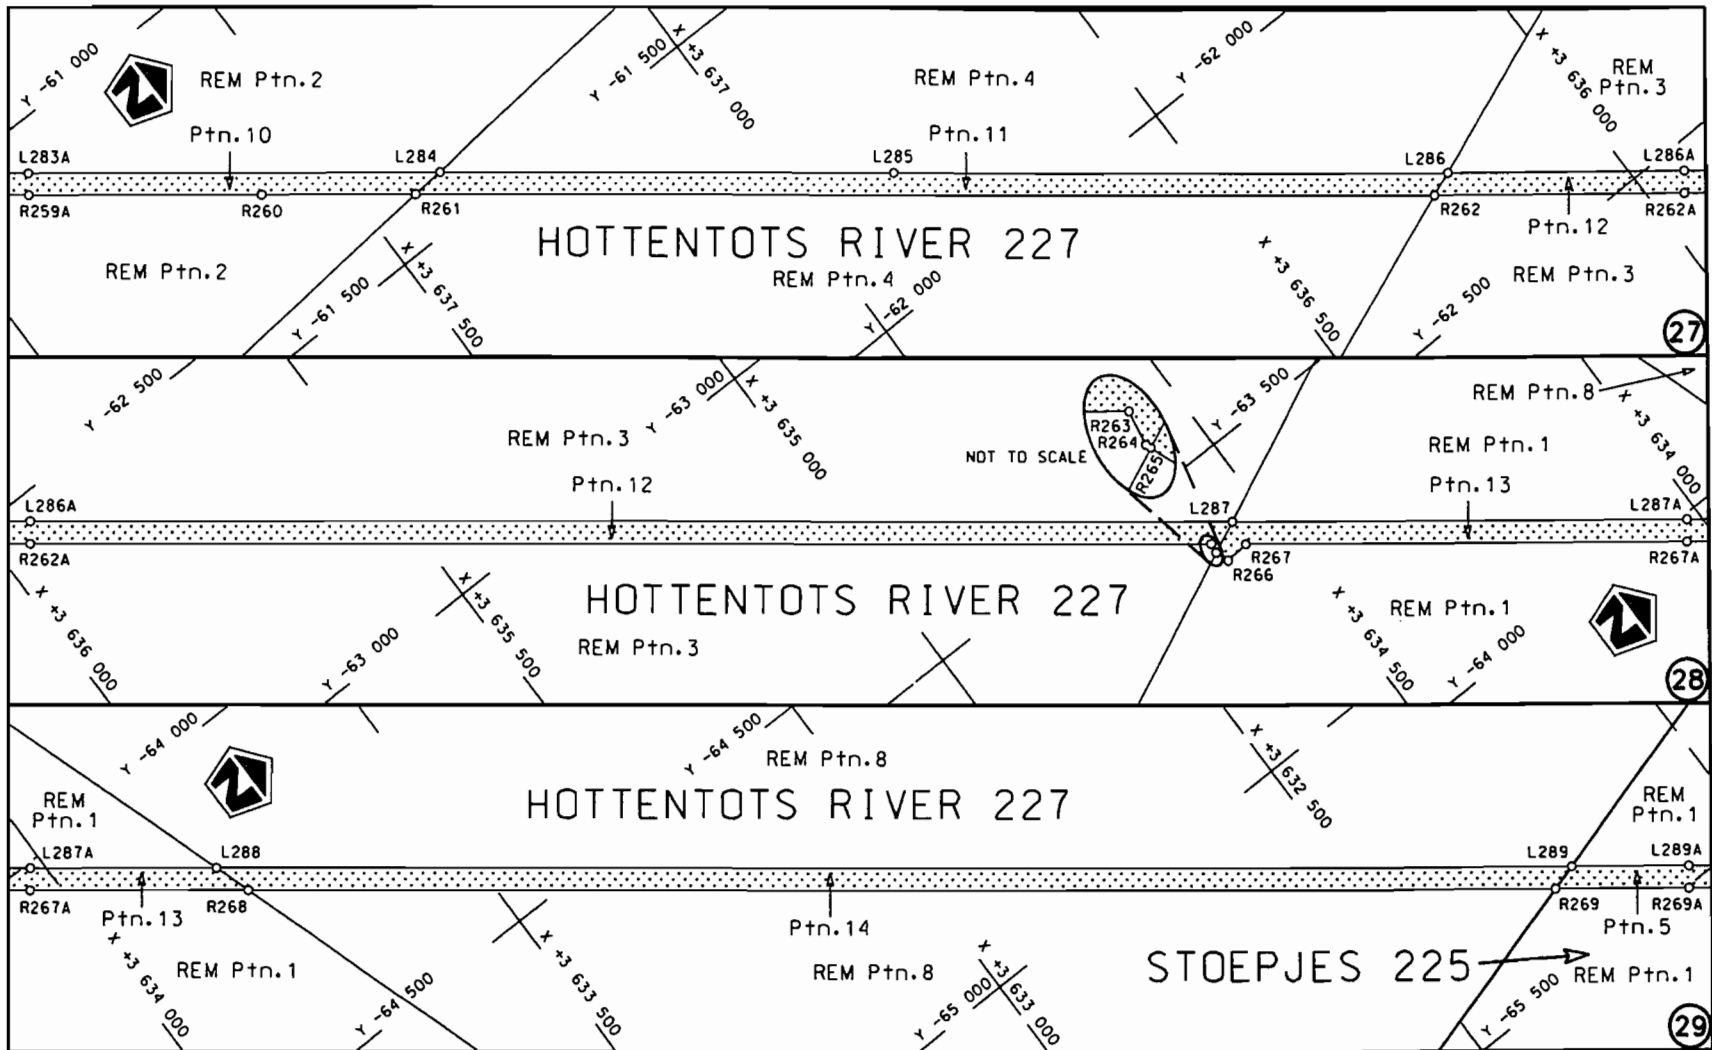 Y -61 000
REM Ptn.2
Y -61 500
X +3 637 000
REM Ptn.4
Y -62 000
X +3 636 000
REM
Ptn.3
Ptn.10
Ptn.11
L283A
L284
L285
L286
L286A
R259A
R260
R261
R262
R262A
Ptn.12
HOTTENTOTS RIVER 227
REM Ptn.2
Y -61 500
X +3 637 500
REM Ptn.4
Y -62 000
X +3 636 500
Y -62 500
REM Ptn.3
27
Y -62 500
REM Ptn.3
Y -63 000
X +3 635 000
NOT TO SCALE
R263
R264
R265
Y -63 500
REM Ptn.8
X +3 634 000
REM Ptn.1
Ptn.12
Ptn.13
L286A
L287
L287A
R262A
R266
R267
R267A
HOTTENTOTS RIVER 227
X +3 636 000
Y -63 000
X +3 635 500
REM Ptn.3
X +3 634 500
REM Ptn.1
Y -64 000
28
Y -64 000
Y -64 500
REM Ptn.8
X +3 632 500
HOTTENTOTS RIVER 227
REM
Ptn.1
REM
Ptn.1
L287A
L288
L289
L289A
R267A
R268
R269
R269A
Ptn.13
Ptn.14
Ptn.5
X +3 634 000
REM Ptn.1
Y -64 500
X +3 633 500
REM Ptn.8
Y -65 000
X +3 633 000
STOEPJES 225
REM Ptn.1
Y -65 500
29